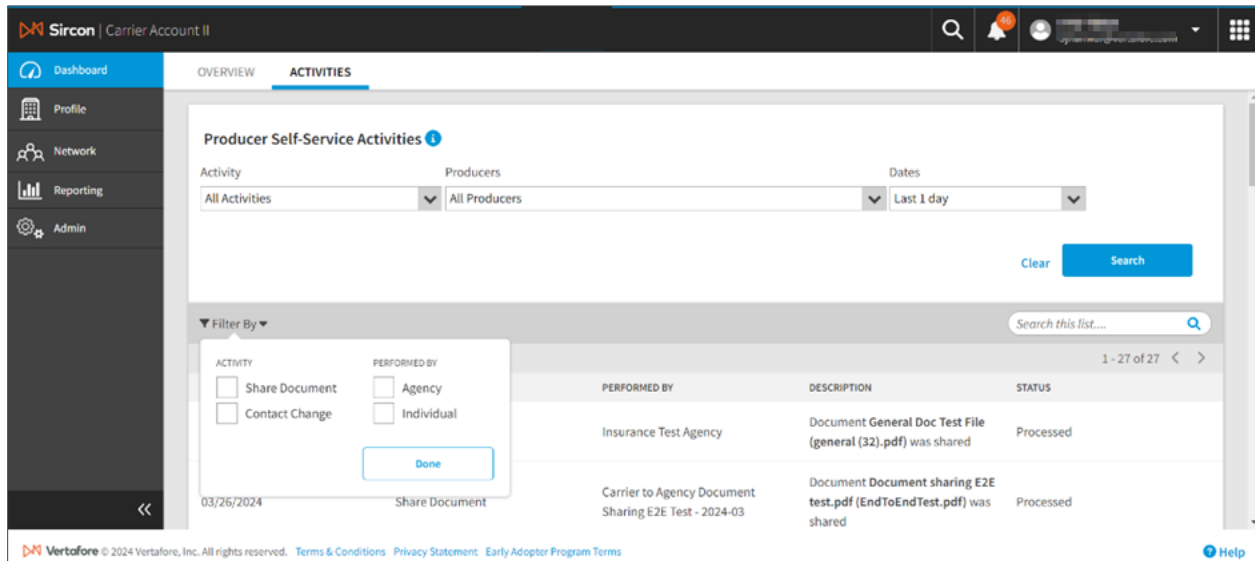 Sircon | Carrier Account II
46
Dashboard
Profile
Network
Reporting
Admin
OVERVIEW ACTIVITIES
Producer Self-Service Activities
Activity Producers Dates
All Activities All Producers Last 1 day
Clear Search
Filter By
Search this list....
1 - 27 of 27
ACTIVITY PERFORMED BY
Share Document Agency
Contact Change Individual
Done
PERFORMED BY DESCRIPTION STATUS
Insurance Test Agency
Document General Doc Test File
(general (32).pdf) was shared
Processed
03/26/2024 Share Document
Carrier to Agency Document
Sharing E2E Test - 2024-03
Document Document sharing E2E
test.pdf (EndToEndTest.pdf) was
shared
Processed
Vertafore © 2024 Vertafore, Inc. All rights reserved. Terms & Conditions Privacy Statement Early Adopter Program Terms
Help